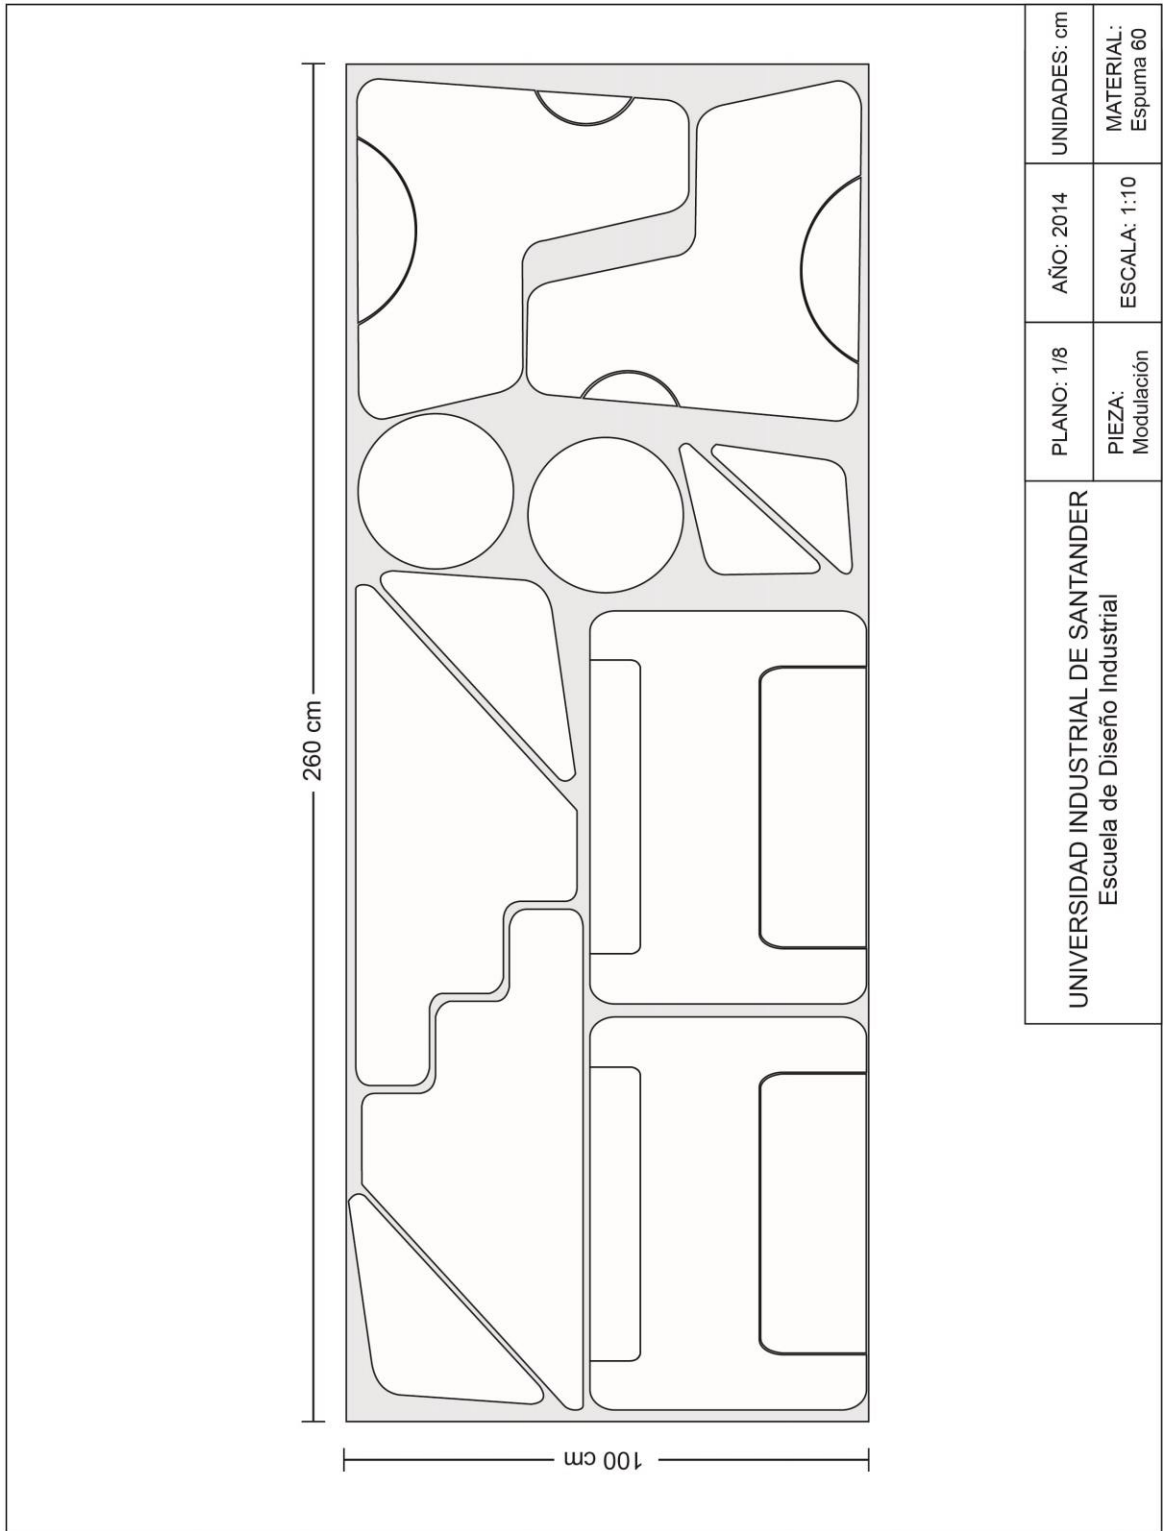 260 cm
100 cm
UNIVERSIDAD INDUSTRIAL DE SANTANDER
Escuela de Diseño Industrial
PLANO: 1/8
AÑO: 2014
UNIDADES: cm
PIEZA:
Modulación
ESCALA: 1:10
MATERIAL:
Espuma 60